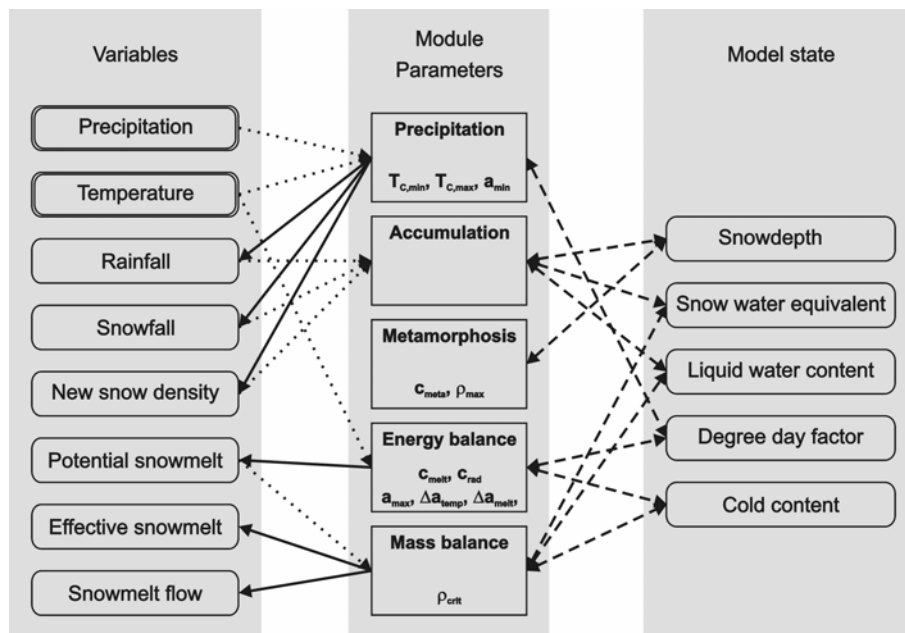 Variables
Precipitation
Temperature
Rainfall
Snowfall
New snow density
Potential snowmelt
Effective snowmelt
Snowmelt flow
Module
Parameters
Precipitation
T_C,min, T_C,max, a_min
Accumulation
Metamorphosis
c_meta, ρ_max
Energy balance
c_melt, c_rad
a_max, Δa_temp, Δa_melt,
Mass balance
ρ_crit
Model state
Snowdepth
Snow water equivalent
Liquid water content
Degree day factor
Cold content